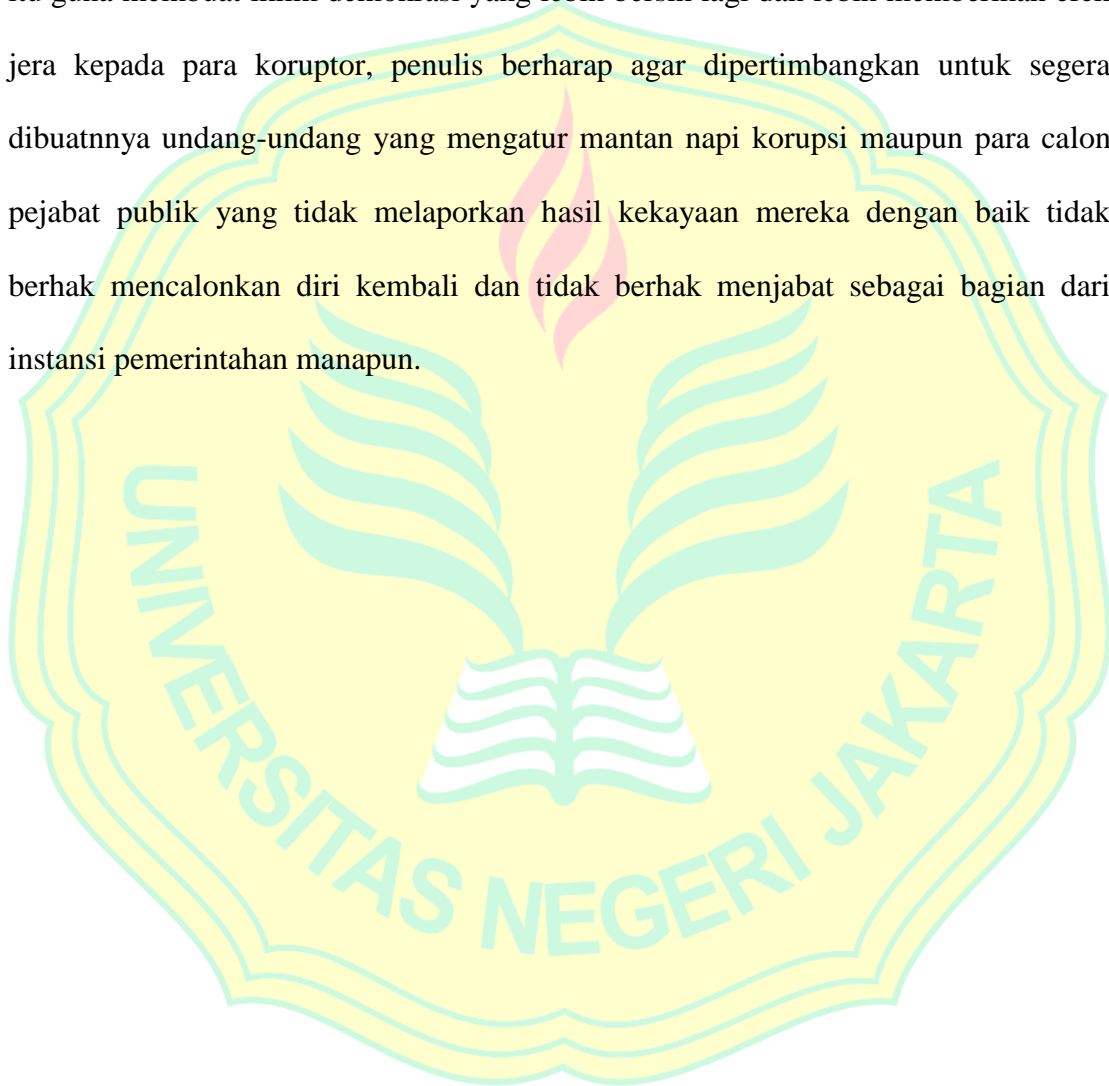 jera kepada para koruptor, penulis berharap agar dipertimbangkan untuk segera
dibuatnnya undang-undang yang mengatur mantan napi korupsi maupun para calon
pejabat publik yang tidak melaporkan hasil kekayaan mereka dengan baik tidak
berhak mencalonkan diri kembali dan tidak berhak menjabat sebagai bagian dari
instansi pemerintahan manapun.
UNIVERSITAS NEGERI JAKARTA